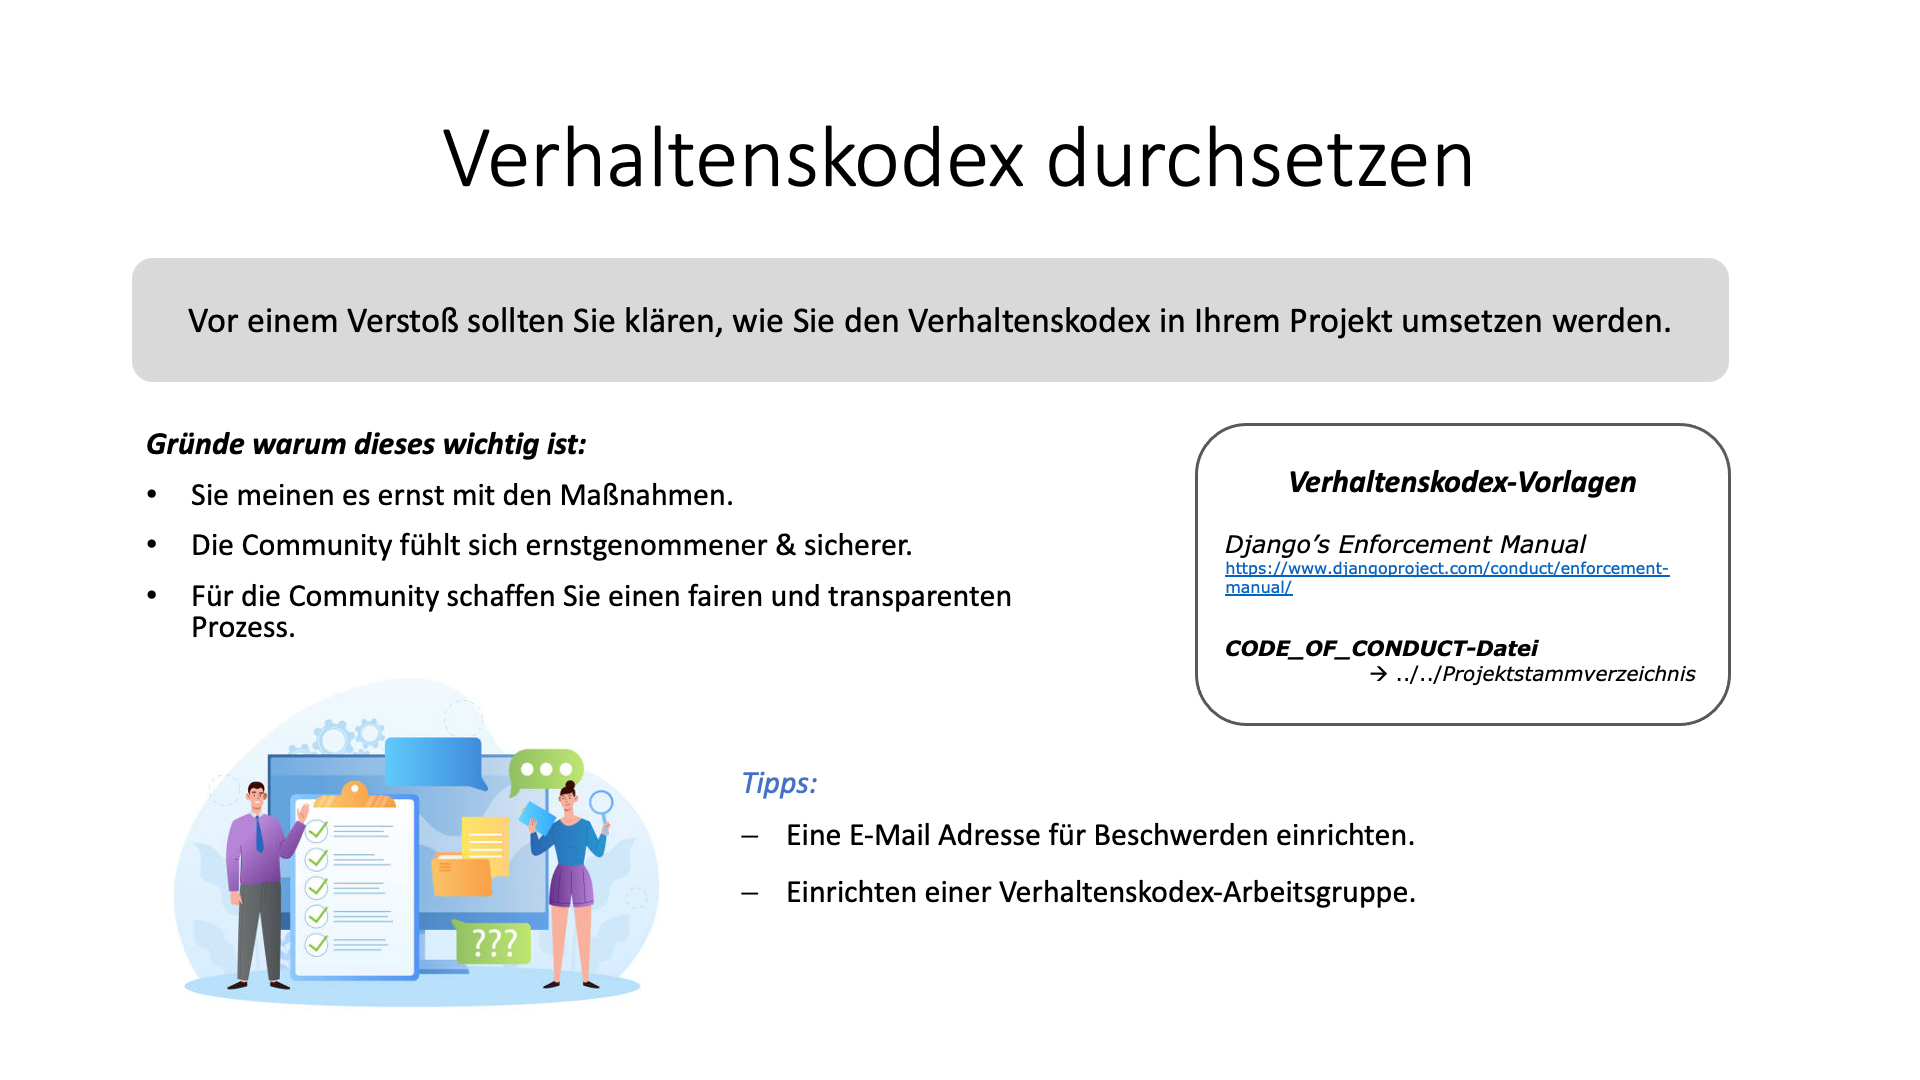 Verhaltenskodex durchsetzen
Vor einem Verstoß sollten Sie klären, wie Sie den Verhaltenskodex in Ihrem Projekt umsetzen werden.
Gründe warum dieses wichtig ist:
• Sie meinen es ernst mit den Maßnahmen.
• Die Community fühlt sich ernstgenommener & sicherer.
• Für die Community schaffen Sie einen fairen und transparenten
Prozess.
Verhaltenskodex-Vorlagen
Django’s Enforcement Manual
https://www.djangoproject.com/conduct/enforcement-
manual/
CODE_OF_CONDUCT-Datei
→ ../../Projektstammverzeichnis
???
Tipps:
– Eine E-Mail Adresse für Beschwerden einrichten.
– Einrichten einer Verhaltenskodex-Arbeitsgruppe.